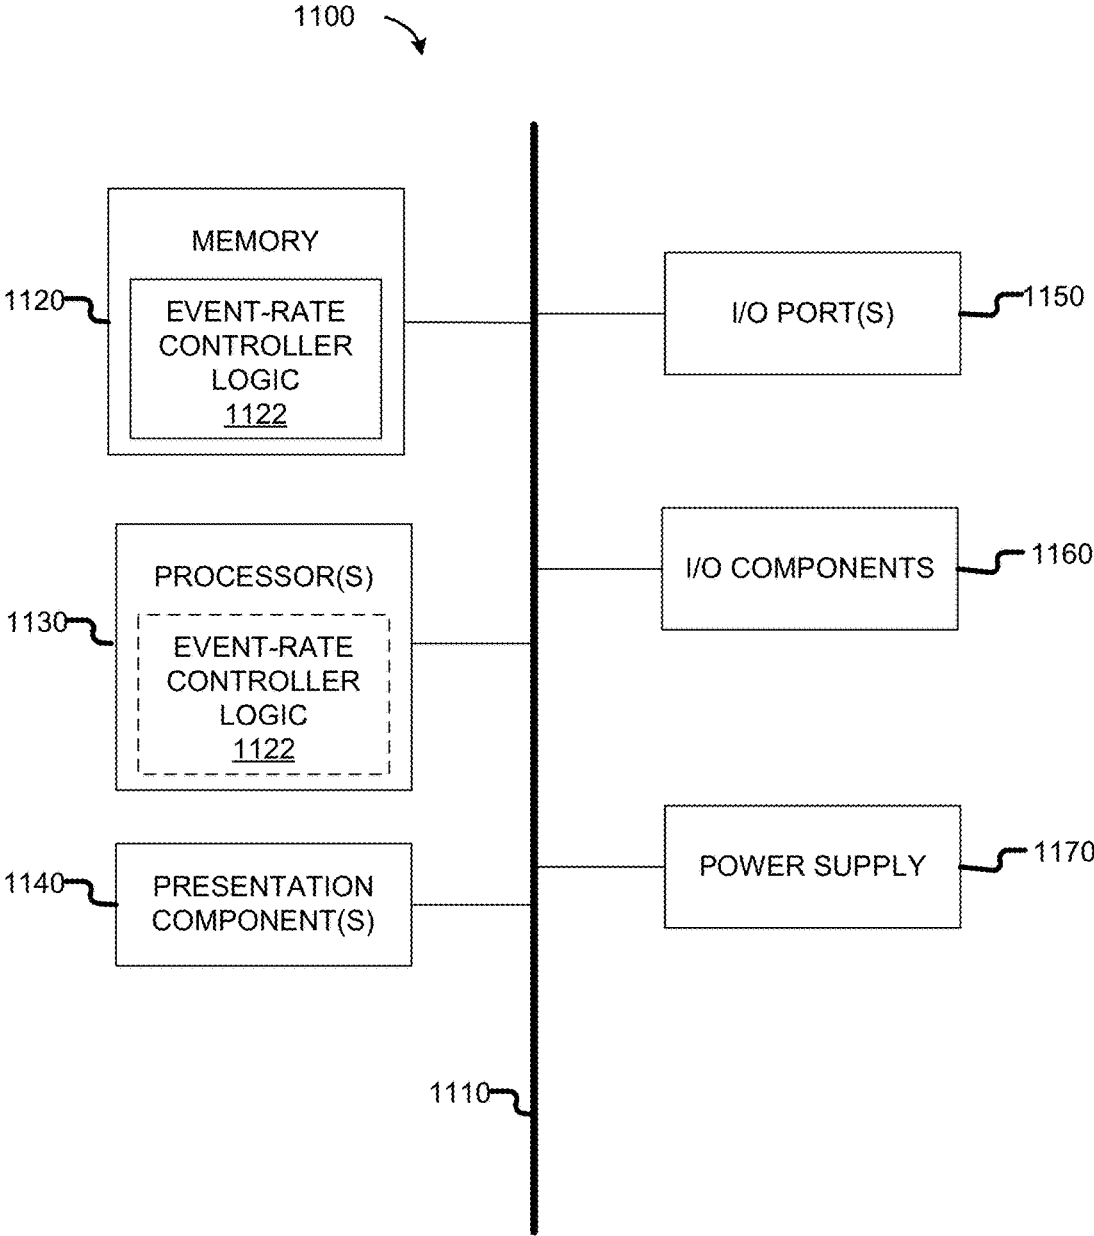 1100
MEMORY
1120
EVENT-RATE
CONTROLLER
LOGIC
1122
I/O PORT(S)
1150
PROCESSOR(S)
1130
EVENT-RATE
CONTROLLER
LOGIC
1122
I/O COMPONENTS
1160
1140
PRESENTATION
COMPONENT(S)
POWER SUPPLY
1170
1110